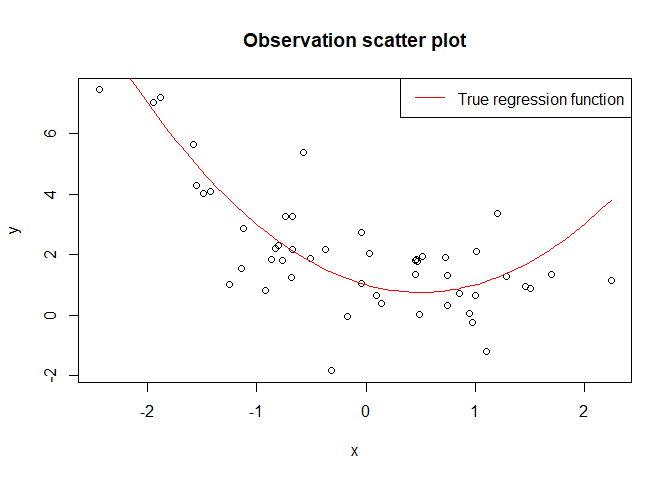 Observation scatter plot
True regression function
y
6
4
2
0
-2
-2
-1
0
1
2
x